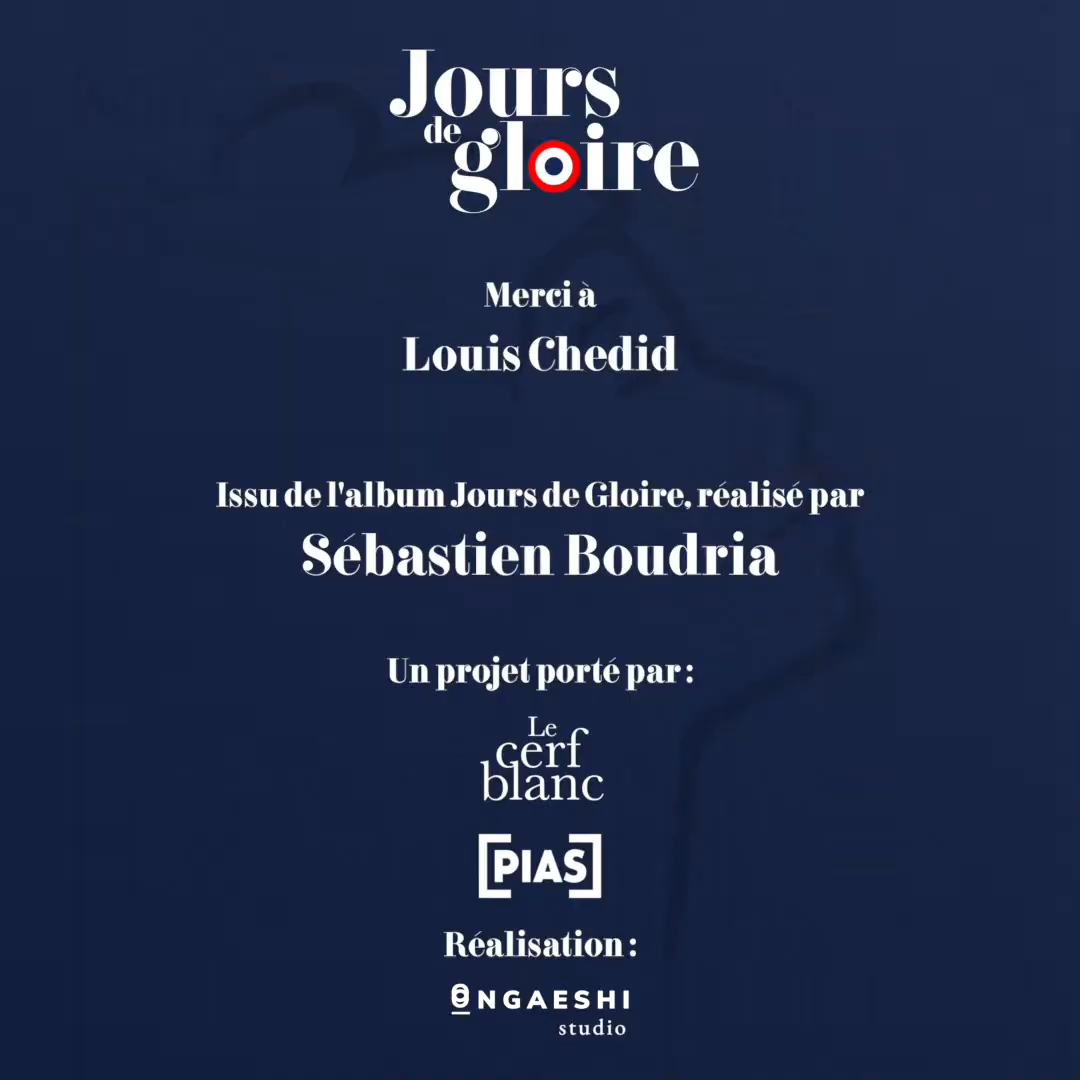 Jours
de
gloire
Merci à
Louis Chedid
Issu de l'album Jours de Gloire, réalisé par
Sébastien Boudria
Un projet porté par :
Le
cerf
blanc
[PIAS]
Réalisation :
ONGAESHI
studio